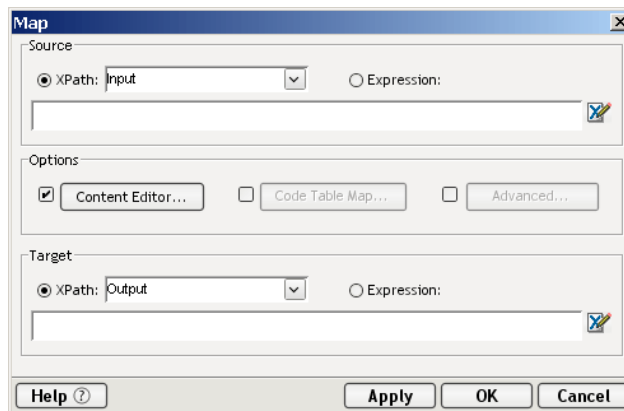 Map
Source
XPath: Input
Expression:
Options
Content Editor... Code Table Map... Advanced...
Target
XPath: Output
Expression:
Help ? Apply OK Cancel